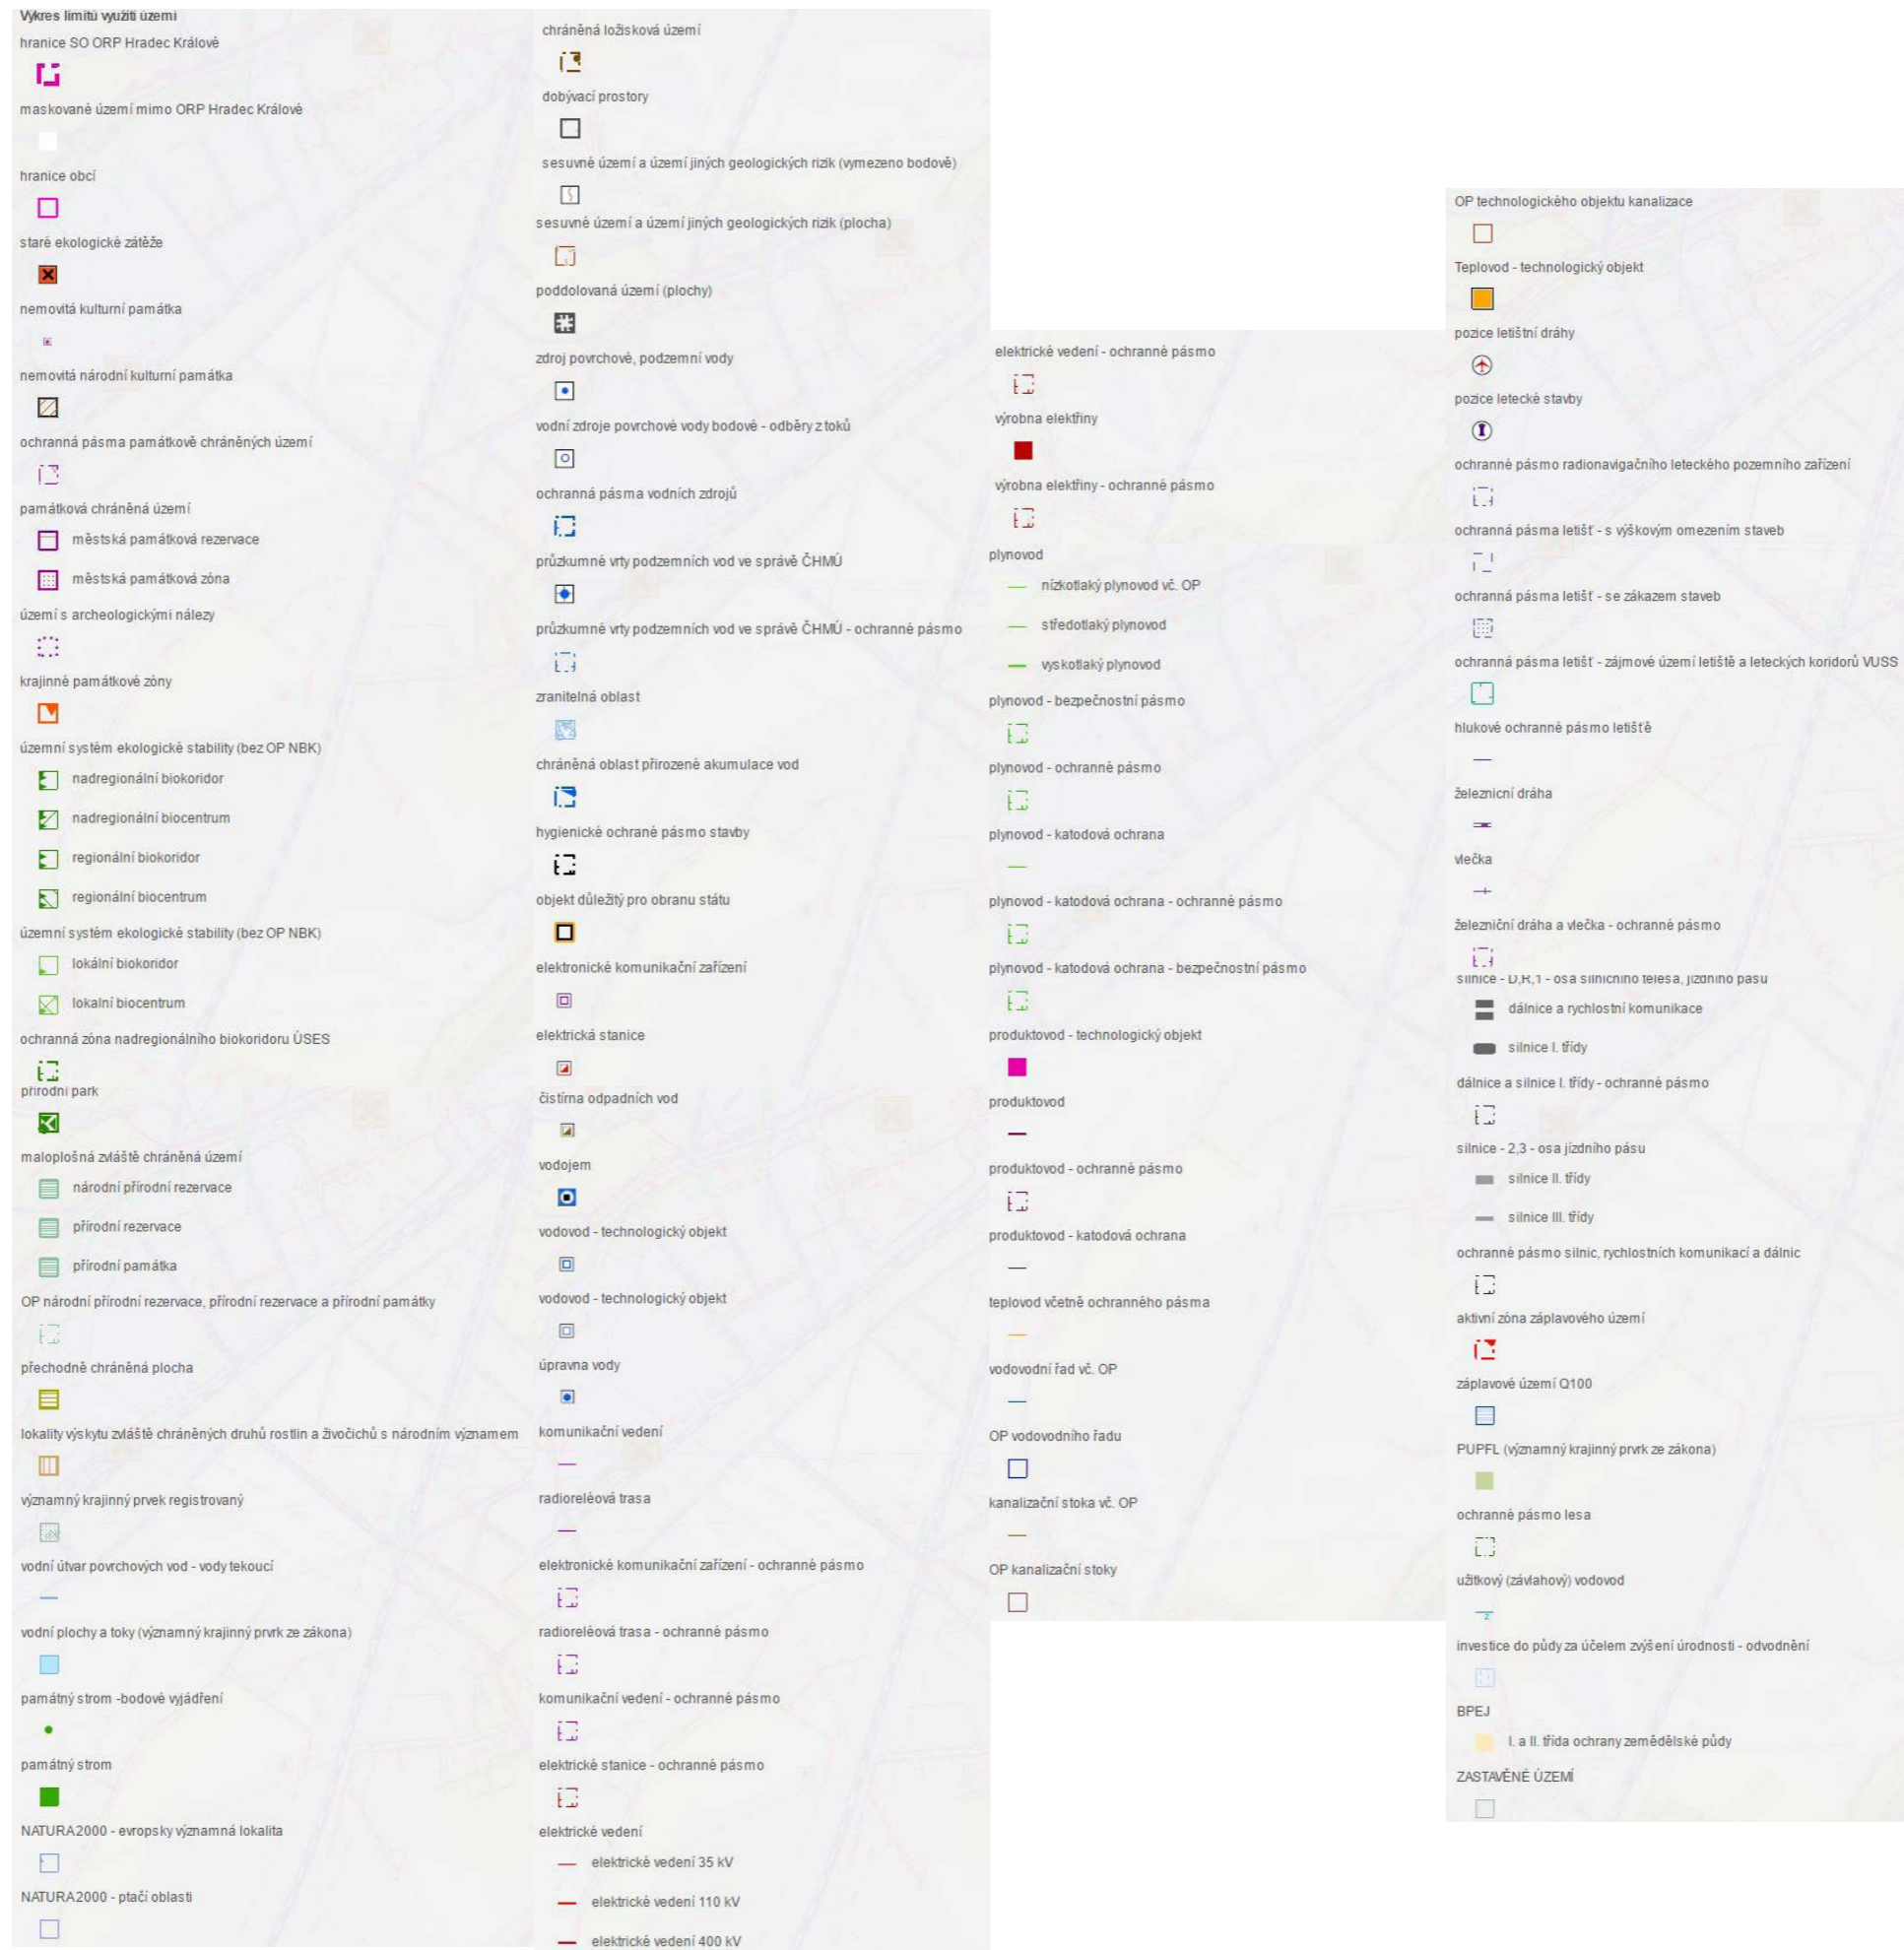 Výkres limitů využití území
hranice SO ORP Hradec Králové
maskované území mimo ORP Hradec Králové
hranice obcí
staré ekologické zátěže
nemovitá kulturní památka
nemovitá národní kulturní památka
ochranná pásma památkově chráněných území
památková chráněná území
městská památková rezervace
městská památková zóna
území s archeologickými nálezy
krajinné památkové zóny
územní systém ekologické stability (bez OP NBK)
nadregionální biokoridor
nadregionální biocentrum
regionální biokoridor
regionální biocentrum
územní systém ekologické stability (bez OP NBK)
lokální biokoridor
lokalní biocentrum
ochranná zóna nadregionálního biokoridoru ÚSES
přírodní park
maloplošná zvláště chráněná území
národní přírodní rezervace
přírodní rezervace
přírodní památka
OP národní přírodní rezervace, přírodní rezervace a přírodní památky
přechodně chráněná plocha
lokality výskytu zvláště chráněných druhů rostlin a živočichů s národním významem
významný krajinný prvek registrovaný
vodní útvar povrchových vod - vody tekoucí
vodní plochy a toky (významný krajinný prvrk ze zákona)
památný strom -bodové vyjádření
památný strom
NATURA2000 - evropsky významná lokalita
NATURA2000 - ptačí oblasti
chráněná ložisková území
dobývací prostory
sesuvné území a území jiných geologických rizik (vymezeno bodově)
sesuvné území a území jiných geologických rizik (plocha)
poddolovaná území (plochy)
zdroj povrchové, podzemní vody
vodní zdroje povrchové vody bodové - odběry z toků
ochranná pásma vodních zdrojů
průzkumné vrty podzemních vod ve správě ČHMÚ
průzkumné vrty podzemních vod ve správě ČHMÚ - ochranné pásmo
zranitelná oblast
chráněná oblast přirozené akumulace vod
hygienické ochrané pásmo stavby
objekt důležitý pro obranu státu
elektronické komunikační zařízení
elektrická stanice
čistírna odpadních vod
vodojem
vodovod - technologický objekt
vodovod - technologický objekt
úpravna vody
komunikační vedení
radioreléová trasa
elektronické komunikační zařízení - ochranné pásmo
radioreléová trasa - ochranné pásmo
komunikační vedení - ochranné pásmo
elektrické stanice - ochranné pásmo
elektrické vedení
elektrické vedení 35 kV
elektrické vedení 110 kV
elektrické vedení 400 kV
elektrické vedení - ochranné pásmo
výrobna elektřiny
výrobna elektřiny - ochranné pásmo
plynovod
nízkotlaký plynovod vč. OP
středotlaký plynovod
vyskotlaký plynovod
plynovod - bezpečnostní pásmo
plynovod - ochranné pásmo
plynovod - katodová ochrana
plynovod - katodová ochrana - ochranné pásmo
plynovod - katodová ochrana - bezpečnostní pásmo
produktovod - technologický objekt
produktovod
produktovod - ochranné pásmo
produktovod - katodová ochrana
teplovod včetně ochranného pásma
vodovodní řad vč. OP
OP vodovodního řadu
kanalizační stoka vč. OP
OP kanalizační stoky
OP technologického objektu kanalizace
Teplovod - technologický objekt
pozice letištní dráhy
pozice letecké stavby
ochranné pásmo radionavigačního leteckého pozemního zařízení
ochranná pásma letišť - s výškovým omezením staveb
ochranná pásma letišť - se zákazem staveb
ochranná pásma letišť - zájmové území letiště a leteckých koridorů VUSS
hlukové ochranné pásmo letiště
železnicní dráha
vlečka
železniční dráha a vlečka - ochranné pásmo
silnice - D,R,1 - osa silničního tělesa, jízdního pásu
dálnice a rychlostní komunikace
silnice I. třídy
dálnice a silnice I. třídy - ochranné pásmo
silnice - 2,3 - osa jízdního pásu
silnice II. třídy
silnice III. třídy
ochranné pásmo silnic, rychlostních komunikací a dálnic
aktivní zóna záplavového území
záplavové území Q100
PUPFL (významný krajinný prvrk ze zákona)
ochranné pásmo lesa
užitkový (závlahový) vodovod
z
investice do půdy za účelem zvýšení úrodnosti - odvodnění
BPEJ
I. a II. třída ochrany zemědělské půdy
ZASTAVĚNÉ ÚZEMÍ